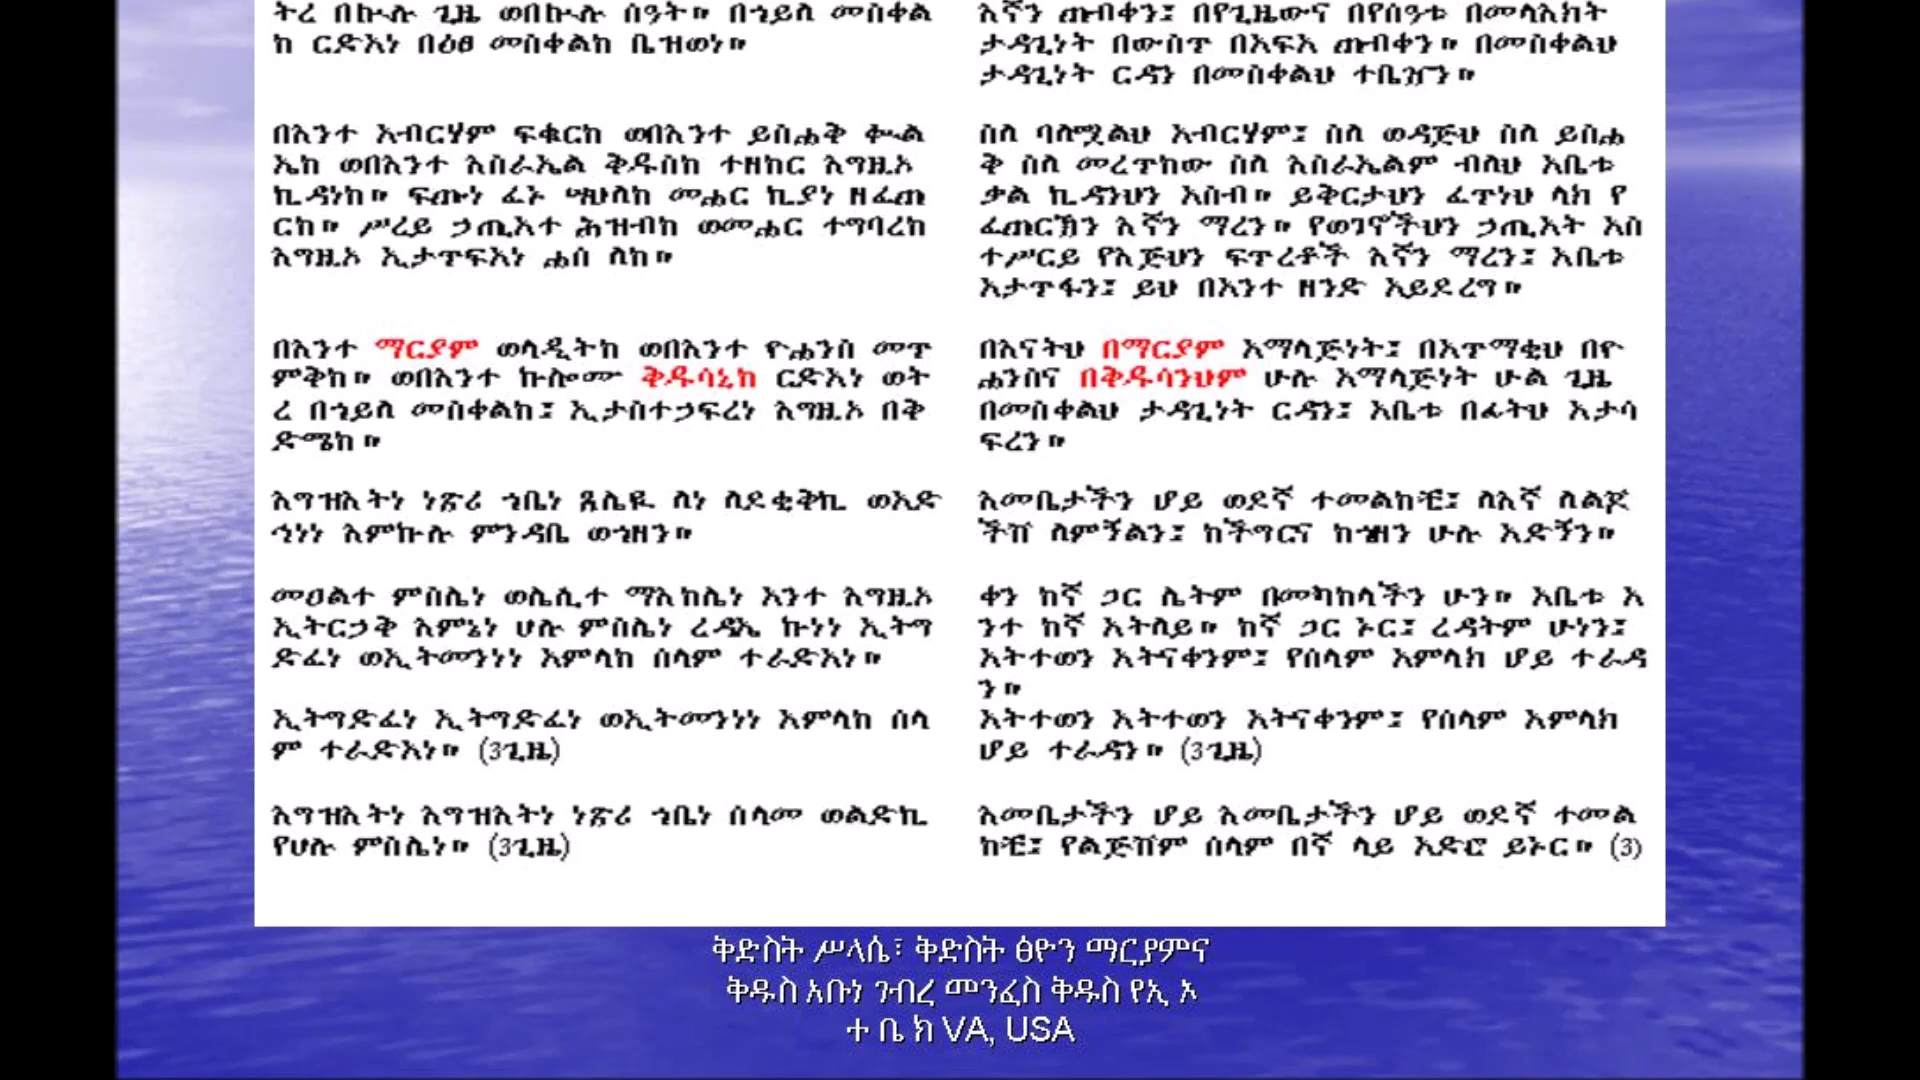 ትረ በኵሉ ጊዜ ወበኵሉ ሰዓት። በኀይለ መስቀል
ከ ርድአነ በዕፀ መስቀልከ ቤዝወነ።
በእንተ አብርሃም ፍቁርከ ወበእንተ ይስሐቅ ቍል
ኤከ ወበእንተ እስራኤል ቅዱስከ ተዘከር እግዚኦ
ኪዳነከ። ፍጡነ ፈኑ ሣህለከ መሐር ኪያነ ዘፈጠ
ርከ። ሥረይ ኃጢአተ ሕዝብከ ወመሐር ተግባረከ
እግዚኦ ኢታጥፍአነ ሐሰ ለከ።
በእንተ ማርያም ወላዲትከ ወበእንተ ዮሐንስ መጥ
ምቅከ። ወበእንተ ኩሎሙ ቅዱሳኒከ ርድአነ ወት
ረ በኀይለ መስቀልከ፤ ኢታስተኃፍረነ እግዚኦ በቅ
ድሜከ።
እግዝእትነ ነጽሪ ኀቤነ ጸሊዪ ለነ ለደቂቅኪ ወአድ
ኅነነ እምኩሉ ምንዳቤ ወኀዘን።
መዐልተ ምስሌነ ወሌሊተ ማእከሌነ አንተ እግዚኦ
ኢትርኃቅ እምኔነ ሀሉ ምስሌነ ረዳኤ ኩነነ ኢትግ
ድፈነ ወኢትመንነነ አምላከ ሰላም ተራድአነ።
ኢትግድፈነ ኢትግድፈነ ወኢትመንነነ አምላከ ሰላ
ም ተራድአነ። (3ጊዜ)
እግዝእትነ እግዝእትነ ነጽሪ ኀቤነ ሰላመ ወልድኪ
የሀሉ ምስሌነ። (3ጊዜ)
እኛን ጠብቀን፤ በየጊዜውና በየሰዓቱ በመላእክት
ታዳጊነት በውስጥ በአፍአ ጠብቀን። በመስቀልህ
ታዳጊነት ርዳን በመስቀልህ ተቤዠን።
ስለ ባለሟልህ አብርሃም፤ ስለ ወዳጅህ ስለ ይስሐ
ቅ ስለ መረጥከው ስለ እስራኤልም ብለህ አቤቱ
ቃል ኪዳንህን አስብ። ይቅርታህን ፈጥነህ ላክ የ
ፈጠርኸን እኛን ማረን። የወገኖችህን ኃጢአት አስ
ተሥርይ የእጅህን ፍጥረቶች እኛን ማረን፤ አቤቱ
አታጥፋን፤ ይህ በአንተ ዘንድ አይደረግ።
በእናትህ በማርያም አማላጅነት፤ በአጥማቂህ በዮ
ሐንስና በቅዱሳንህም ሁሉ አማላጅነት ሁል ጊዜ
በመስቀልህ ታዳጊነት ርዳን፤ አቤቱ በፊትህ አታሳ
ፍረን።
እመቤታችን ሆይ ወደኛ ተመልከቺ፤ ለእኛ ለልጆ
ችሽ ለምኝልን፤ ከችግርና ከኀዘን ሁሉ አድኝን።
ቀን ከኛ ጋር ሌትም በመካከላችን ሁን። አቤቱ አ
ንተ ከኛ አትለይ። ከኛ ጋር ኑር፤ ረዳትም ሁነን፤
አትተወን አትናቀንም፤ የሰላም አምላክ ሆይ ተራዳ
ን።
አትተወን አትተወን አትናቀንም፤ የሰላም አምላክ
ሆይ ተራዳን። (3ጊዜ)
እመቤታችን ሆይ እመቤታችን ሆይ ወደኛ ተመል
ከቺ፤ የልጅሽም ሰላም በኛ ላይ አድሮ ይኑር። (3)
ቅድስት ሥላሴ፣ ቅድስት ፅዮን ማርያምና
ቅዱስ አቡነ ገብረ መንፈስ ቅዱስ የኢ ኦ
ተ ቤ ክ VA, USA